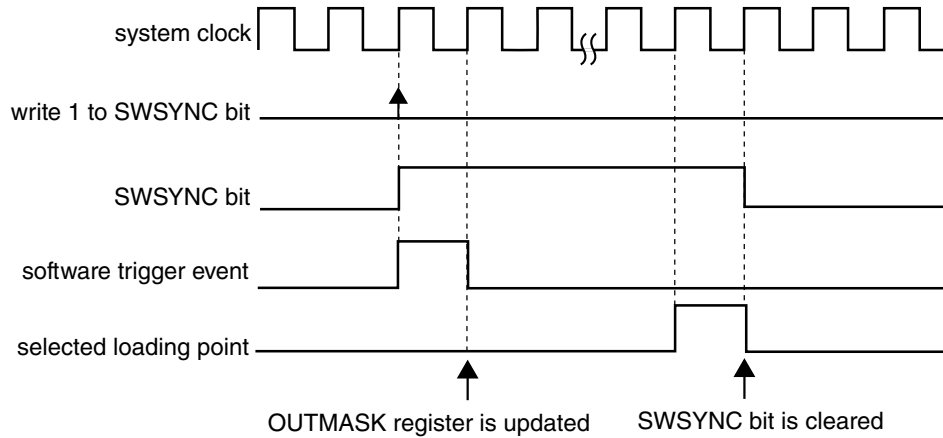 system clock
write 1 to SWSYNC bit
SWSYNC bit
software trigger event
selected loading point
OUTMASK register is updated
SWSYNC bit is cleared